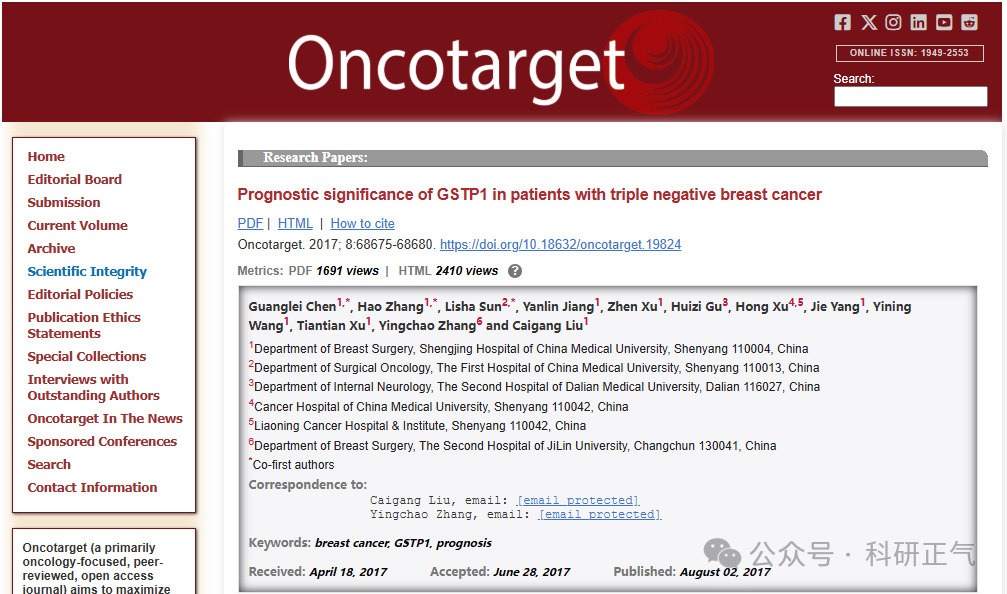 Oncotarget
ONLINE ISSN: 1949-2553
Search:
Home
Editorial Board
Submission
Current Volume
Archive
Scientific Integrity
Editorial Policies
Publication Ethics
Statements
Special Collections
Interviews with
Outstanding Authors
Oncotarget In The News
Sponsored Conferences
Search
Contact Information
Oncotarget (a primarily
oncology-focused, peer-
reviewed, open access
journal) aims to maximize
Research Papers:
Prognostic significance of GSTP1 in patients with triple negative breast cancer
PDF | HTML | How to cite
Oncotarget. 2017; 8:68675-68680. https://doi.org/10.18632/oncotarget.19824
Metrics: PDF 1691 views | HTML 2410 views ?
Guanglei Chen1,*, Hao Zhang1,*, Lisha Sun2,*, Yanlin Jiang1, Zhen Xu1, Huizi Gu3, Hong Xu4,5, Jie Yang1, Yining
Wang1, Tiantian Xu1, Yingchao Zhang6 and Caigang Liu1
1Department of Breast Surgery, Shengjing Hospital of China Medical University, Shenyang 110004, China
2Department of Surgical Oncology, The First Hospital of China Medical University, Shenyang 110013, China
3Department of Internal Neurology, The Second Hospital of Dalian Medical University, Dalian 116027, China
4Cancer Hospital of China Medical University, Shenyang 110042, China
5Liaoning Cancer Hospital & Institute, Shenyang 110042, China
6Department of Breast Surgery, The Second Hospital of JiLin University, Changchun 130041, China
*Co-first authors
Correspondence to:
Caigang Liu, email: [email protected]
Yingchao Zhang, email: [email protected]
Keywords: breast cancer, GSTP1, prognosis
Received: April 18, 2017 Accepted: June 28, 2017 Published: August 02, 2017
公众号 · 科研正气